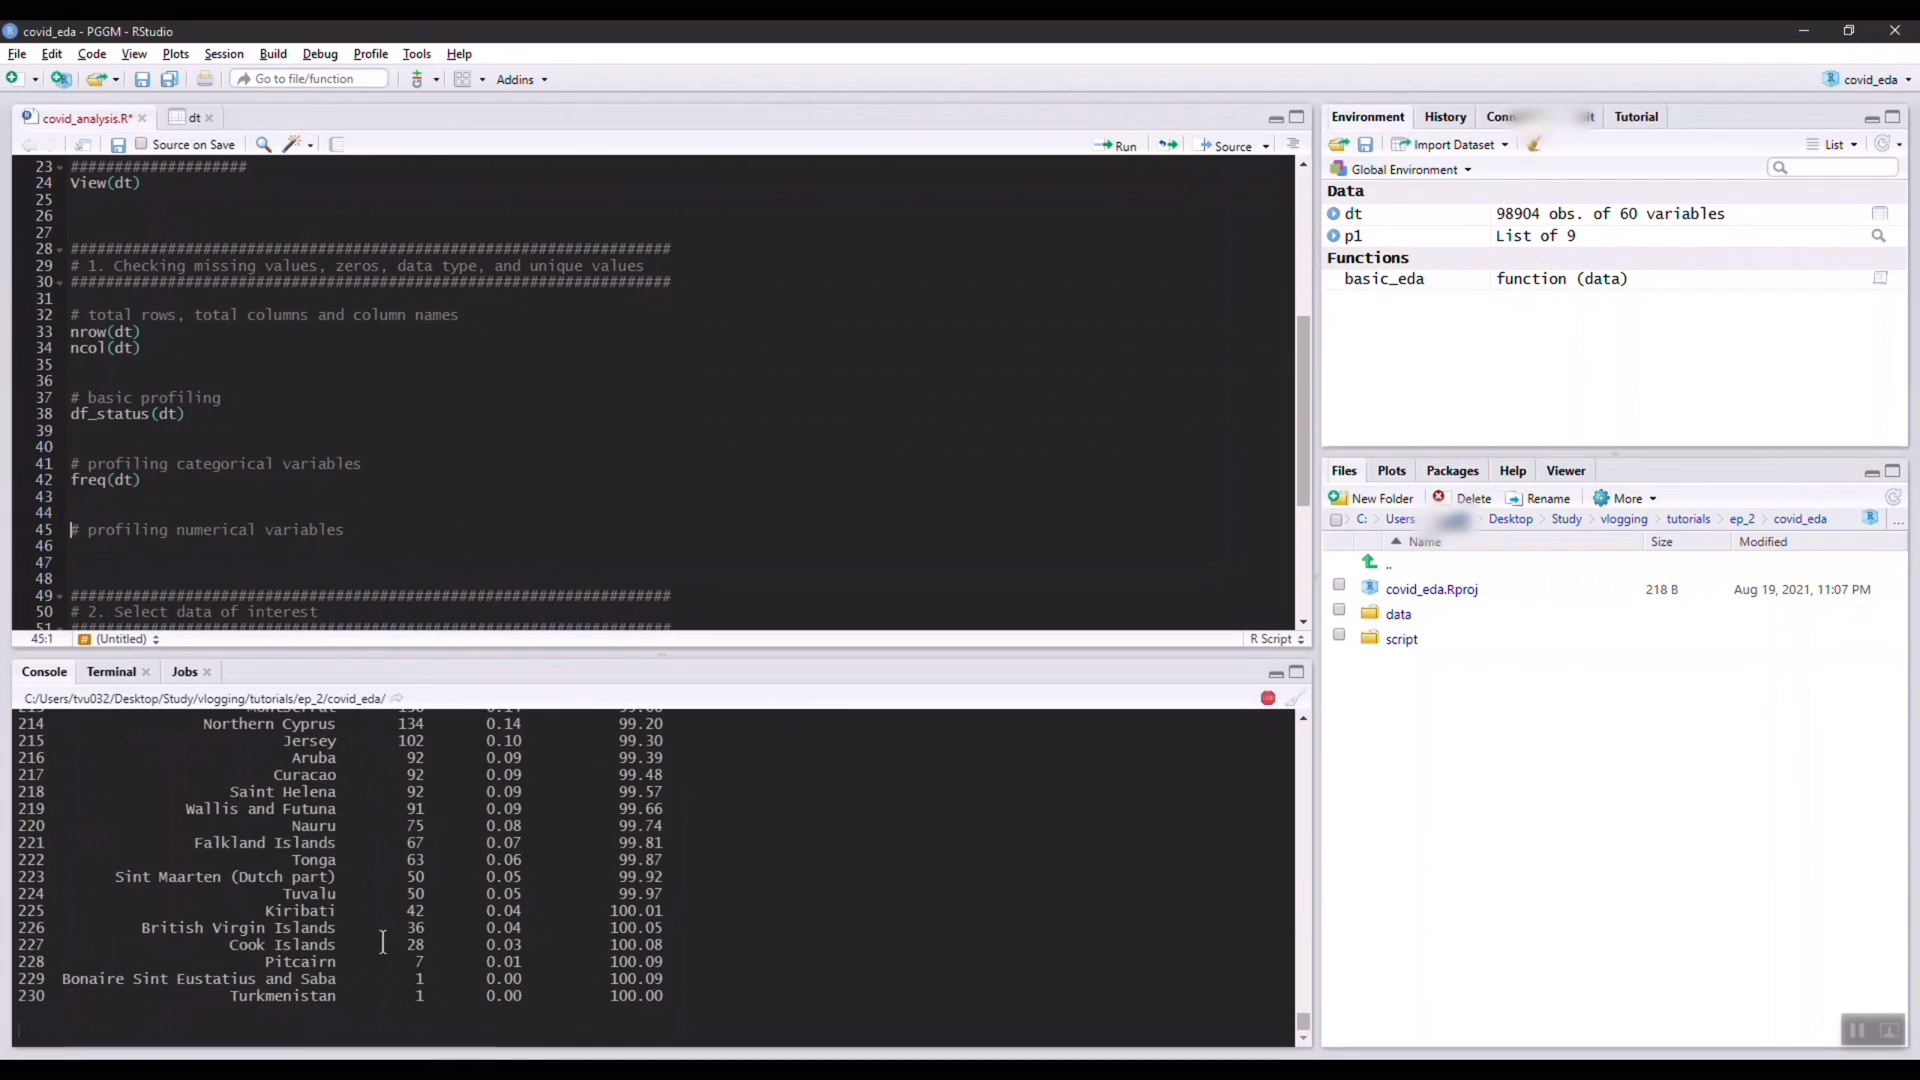 covid_eda - PGGM - RStudio
File Edit Code View Plots Session Build Debug Profile Tools Help
Go to file/function Addins covid_eda
covid_analysis.R* dt
Source on Save Run Source
23 ####################
24 View(dt)
25
26
27
28 ####################################################################
29 # 1. Checking missing values, zeros, data type, and unique values
30 ####################################################################
31
32 # total rows, total columns and column names
33 nrow(dt)
34 ncol(dt)
35
36
37 # basic profiling
38 df_status(dt)
39
40
41 # profiling categorical variables
42 freq(dt)
43
44
45 # profiling numerical variables
46
47
48
49 ####################################################################
50 # 2. Select data of interest
51 ####################################################################
45:1 (Untitled) R Script
Console Terminal Jobs
C:/Users/tvu032/Desktop/Study/vlogging/tutorials/ep_2/covid_eda/
214 Northern Cyprus 134 0.14 99.20
215 Jersey 102 0.10 99.30
216 Aruba 92 0.09 99.39
217 Curacao 92 0.09 99.48
218 Saint Helena 92 0.09 99.57
219 Wallis and Futuna 91 0.09 99.66
220 Nauru 75 0.08 99.74
221 Falkland Islands 67 0.07 99.81
222 Tonga 63 0.06 99.87
223 Sint Maarten (Dutch part) 50 0.05 99.92
224 Tuvalu 50 0.05 99.97
225 Kiribati 42 0.04 100.01
226 British Virgin Islands 36 0.04 100.05
227 Cook Islands 28 0.03 100.08
228 Pitcairn 7 0.01 100.09
229 Bonaire Sint Eustatius and Saba 1 0.00 100.09
230 Turkmenistan 1 0.00 100.00
Environment History Tutorial
Import Dataset List
Global Environment
Data
dt 98904 obs. of 60 variables
p1 List of 9
Functions
basic_eda function (data)
Files Plots Packages Help Viewer
New Folder Delete Rename More
C: Users Desktop Study vlogging tutorials ep_2 covid_eda ...
Name Size Modified
..
covid_eda.Rproj 218 B Aug 19, 2021, 11:07 PM
data
script